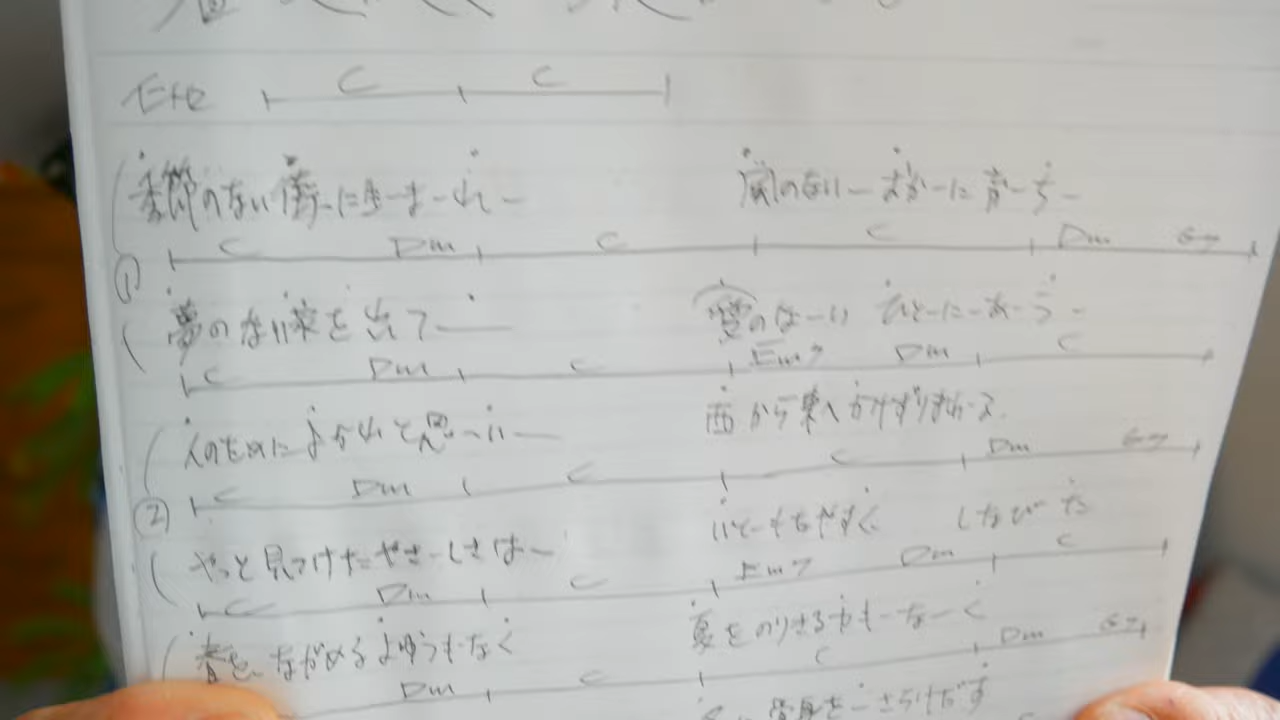 C C
季節のない街ーに生ーまーれー 風のないーおかーに育ーちー
C Dm C C Dm G7
①
夢のない家を出てー 愛のなーい ひとーにーあーうー
C Dm C Em7 Dm C
人のためによかれと思ーいー 西から東へかけずりまわーる
C Dm C C Dm G7
②
やっと見つけたやさーしさはー いとーもたやすく しなびーた
C Dm C Em7 Dm C
春をーながめるようもーなく 夏をのりきる力もーなーく
Dm C C Dm G7